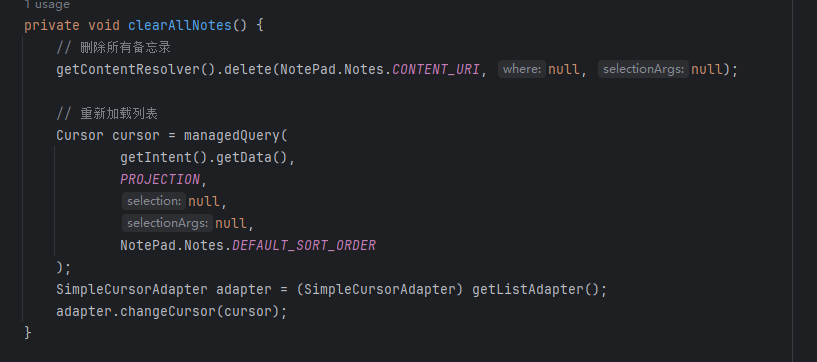 1 usage
private void clearAllNotes() {
    // 删除所有备忘录
    getContentResolver().delete(NotePad.Notes.CONTENT_URI, where: null, selectionArgs: null);
    // 重新加载列表
    Cursor cursor = managedQuery(
            getIntent().getData(),
            PROJECTION,
            selection: null,
            selectionArgs: null,
            NotePad.Notes.DEFAULT_SORT_ORDER
    );
    SimpleCursorAdapter adapter = (SimpleCursorAdapter) getListAdapter();
    adapter.changeCursor(cursor);
}